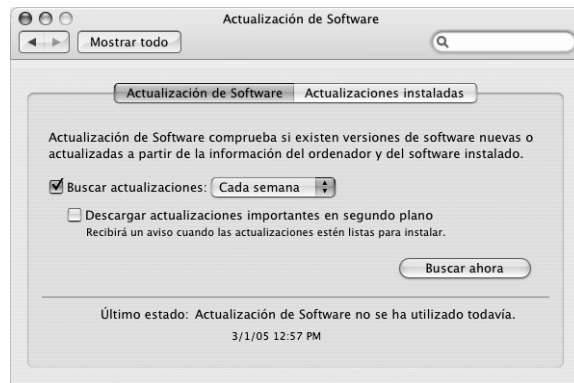 Actualización de Software
Mostrar todo
Actualización de Software Actualizaciones instaladas
Actualización de Software comprueba si existen versiones de software nuevas o
actualizadas a partir de la información del ordenador y del software instalado.
Buscar actualizaciones: Cada semana
Descargar actualizaciones importantes en segundo plano
Recibirá un aviso cuando las actualizaciones estén listas para instalar.
Buscar ahora
Último estado: Actualización de Software no se ha utilizado todavía.
3/1/05 12:57 PM